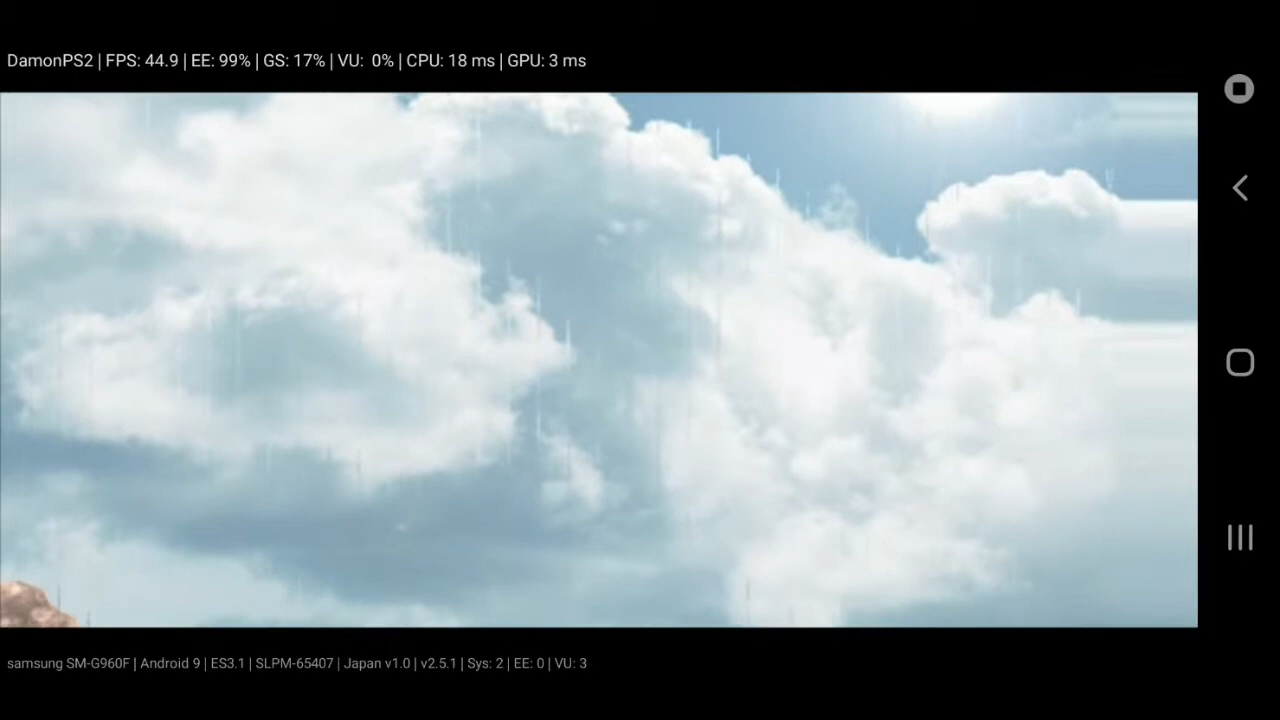 DamonPS2 | FPS: 44.9 | EE: 99% | GS: 17% | VU:  0% | CPU: 18 ms | GPU: 3 ms
samsung SM-G960F | Android 9 | ES3.1 | SLPM-65407 | Japan v1.0 | v2.5.1 | Sys: 2 | EE: 0 | VU: 3